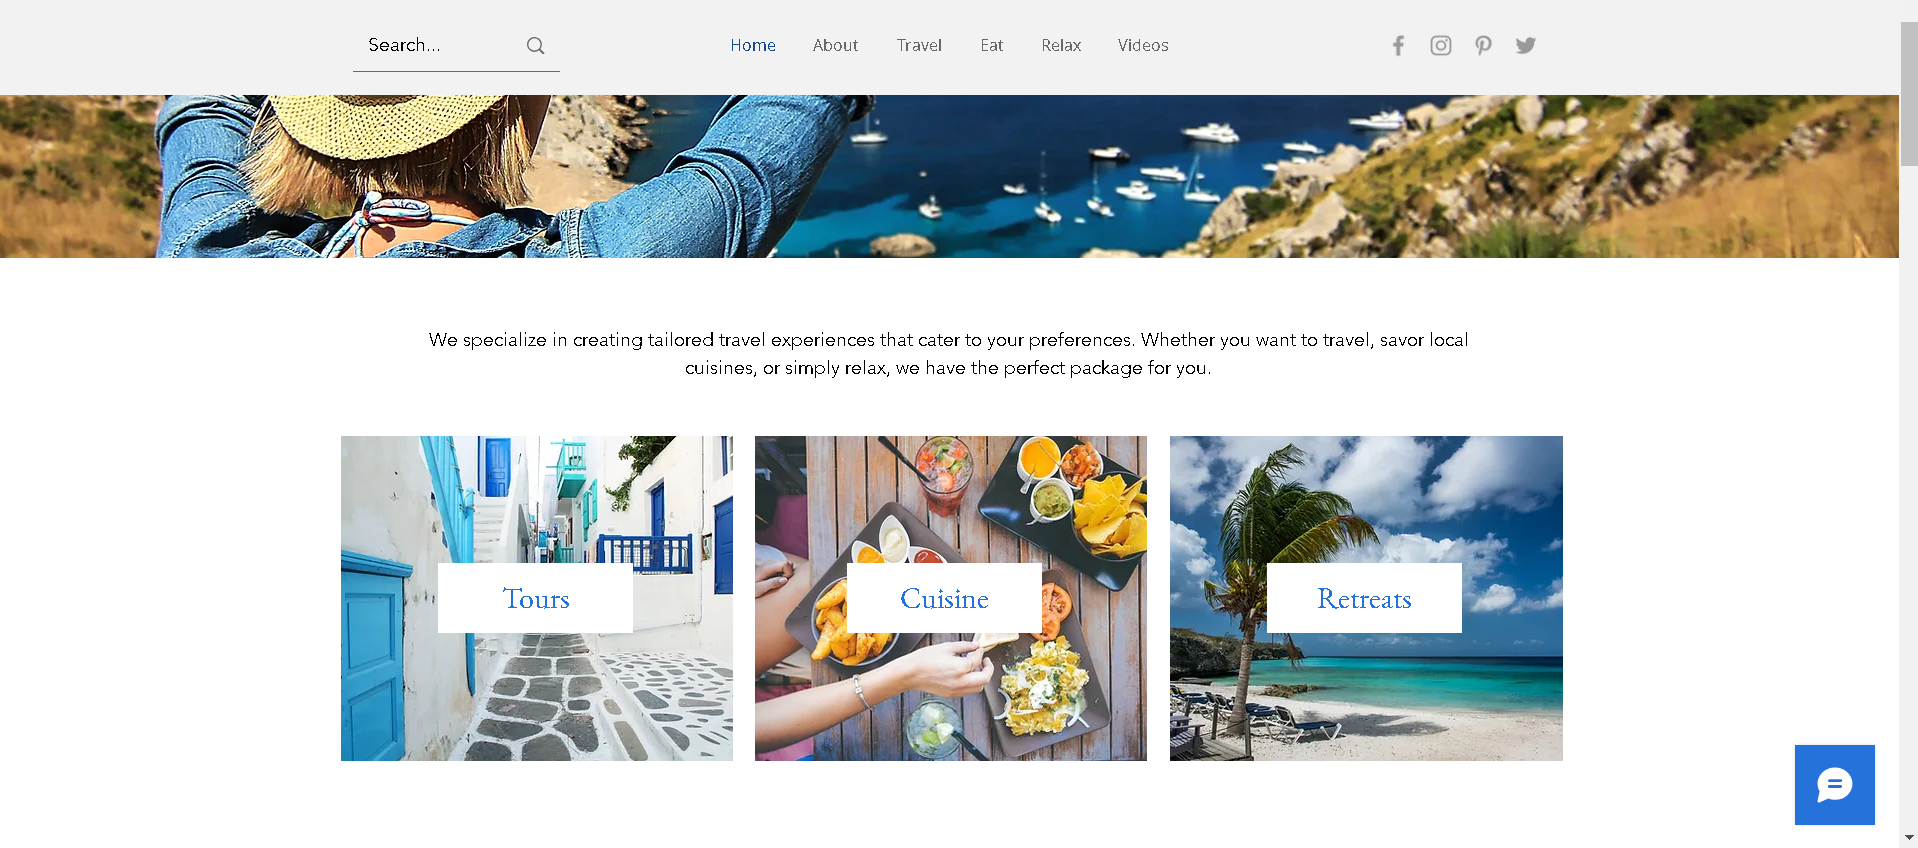 Search...
Home
About
Travel
Eat
Relax
Videos
We specialize in creating tailored travel experiences that cater to your preferences. Whether you want to travel, savor local
cuisines, or simply relax, we have the perfect package for you.
Tours
Cuisine
Retreats